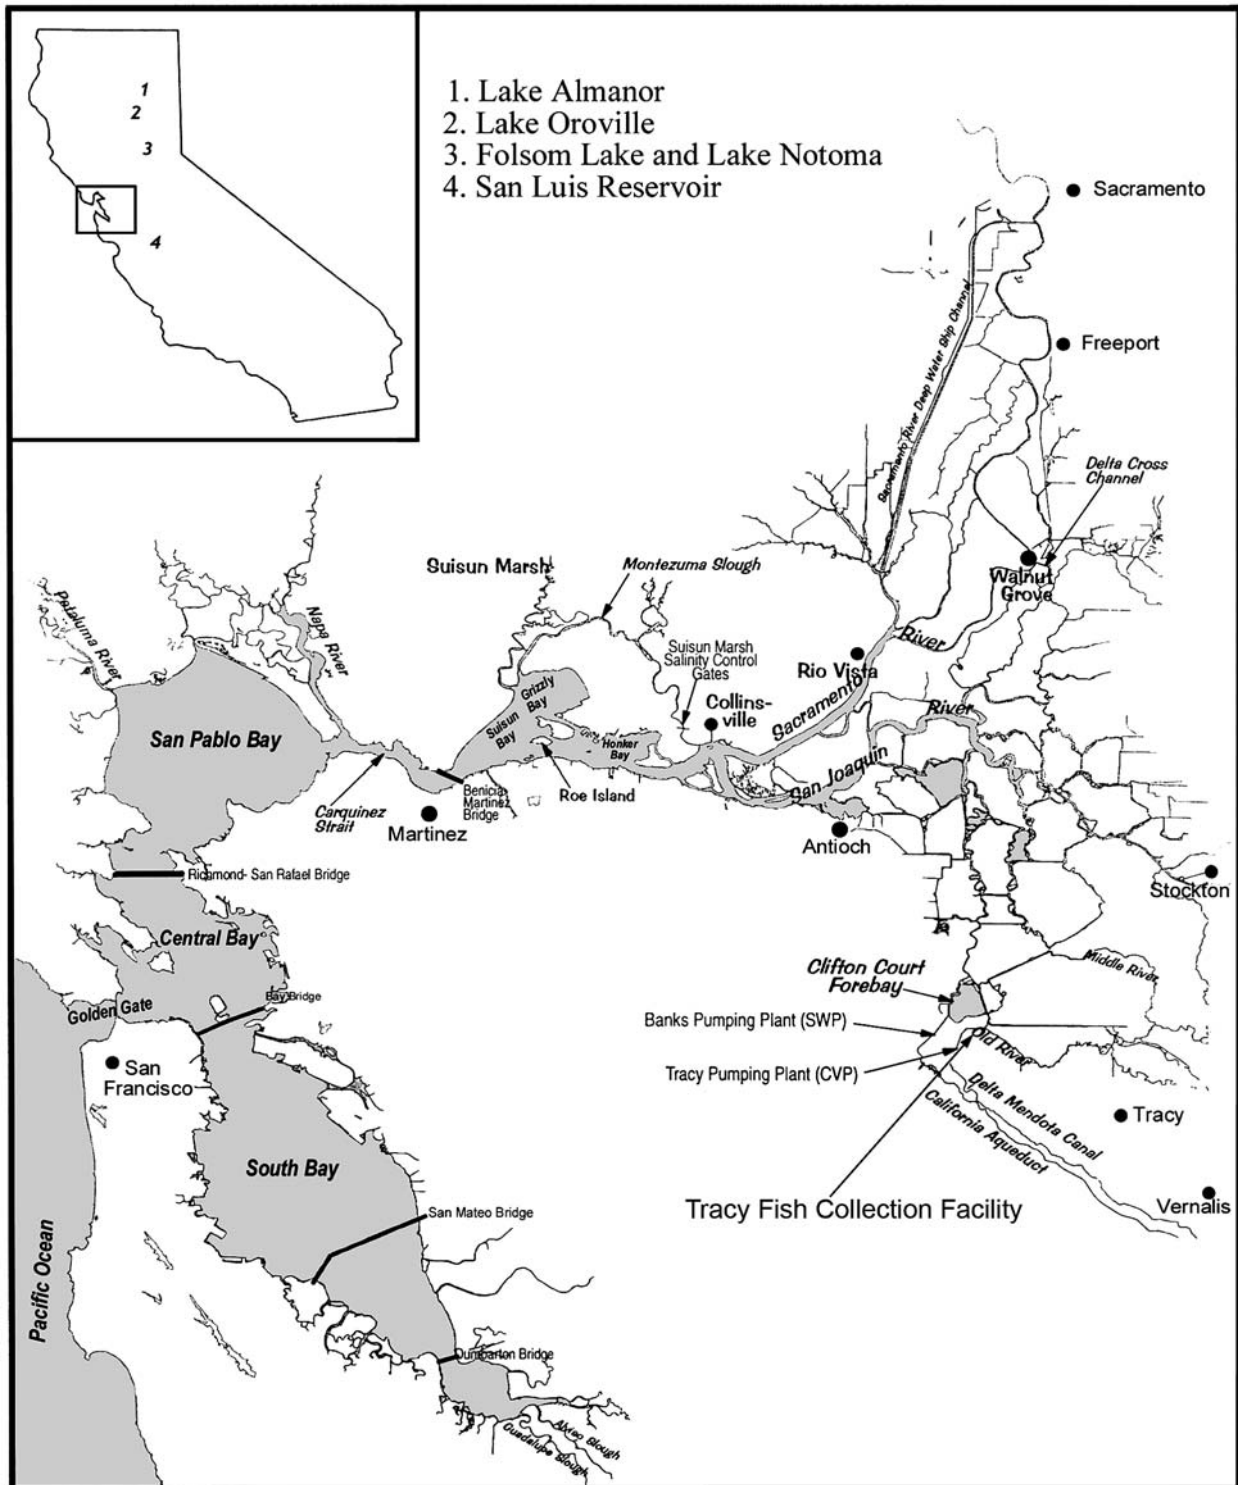 1
2
3
4
1. Lake Almanor
2. Lake Oroville
3. Folsom Lake and Lake Notoma
4. San Luis Reservoir
Sacramento
Freeport
Sacramento River Deep Water Ship Channel
Delta Cross
Channel
Walnut
Grove
Suisun Marsh
Montezuma Slough
Petaluma River
Napa River
Suisun Marsh
Salinity Control
Gates
River
Rio Vista
Sacramento
Collins-
ville
Grizzly
Bay
Suisun
Bay
Honker
Bay
River
San Joaquin
San Pablo Bay
Roe Island
Benicia
Martinez
Bridge
Carquinez
Strait
Martinez
Antioch
Stockton
Richmond- San Rafael Bridge
Central Bay
Middle River
Clifton Court
Forebay
Bay Bridge
Golden Gate
Banks Pumping Plant (SWP)
Old River
San
Francisco
Tracy Pumping Plant (CVP)
Delta Mendota Canal
California Aqueduct
Tracy
South Bay
Vernalis
Tracy Fish Collection Facility
San Mateo Bridge
Pacific Ocean
Dumbarton Bridge
Alviso Slough
Guadalupe Slough